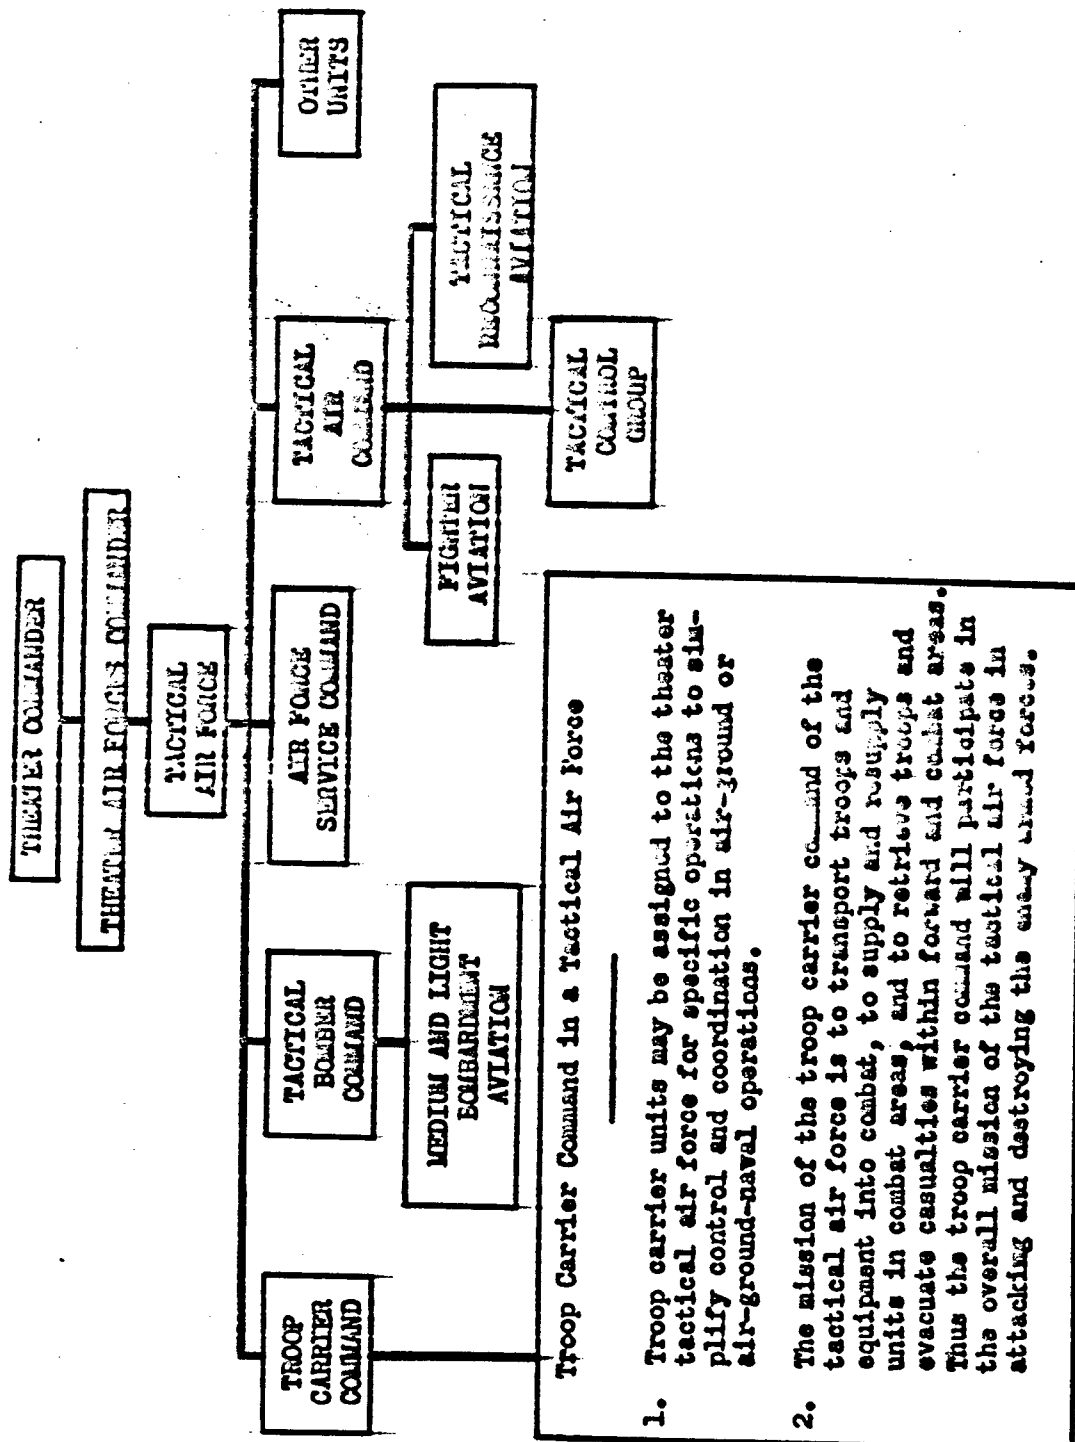 THEATER COMMANDER
THEATER AIR FORCES COMMANDER
TACTICAL
AIR FORCE
TROOP
CARRIER
COMMAND
TACTICAL
BOMBER
COMMAND
AIR FORCE
SERVICE COMMAND
TACTICAL
AIR
COMMAND
OTHER
UNITS
MEDIUM AND LIGHT
BOMBARDMENT
AVIATION
FIGHTER
AVIATION
TACTICAL
RECONNAISSANCE
AVIATION
TACTICAL
CONTROL
GROUP
Troop Carrier Command in a Tactical Air Force
1. Troop carrier units may be assigned to the theater
tactical air force for specific operations to sim-
plify control and coordination in air-ground or
air-ground-naval operations.
2. The mission of the troop carrier command of the
tactical air force is to transport troops and
equipment into combat, to supply and resupply
units in combat areas, and to retrieve troops and
evacuate casualties within forward and combat areas.
Thus the troop carrier command will participate in
the overall mission of the tactical air force in
attacking and destroying the enemy armed forces.